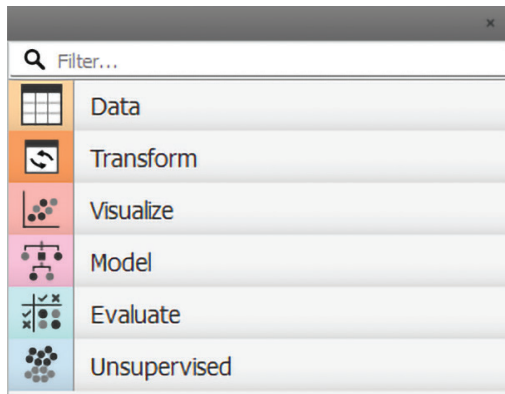 Filter...
Data
Transform
Visualize
Model
Evaluate
Unsupervised